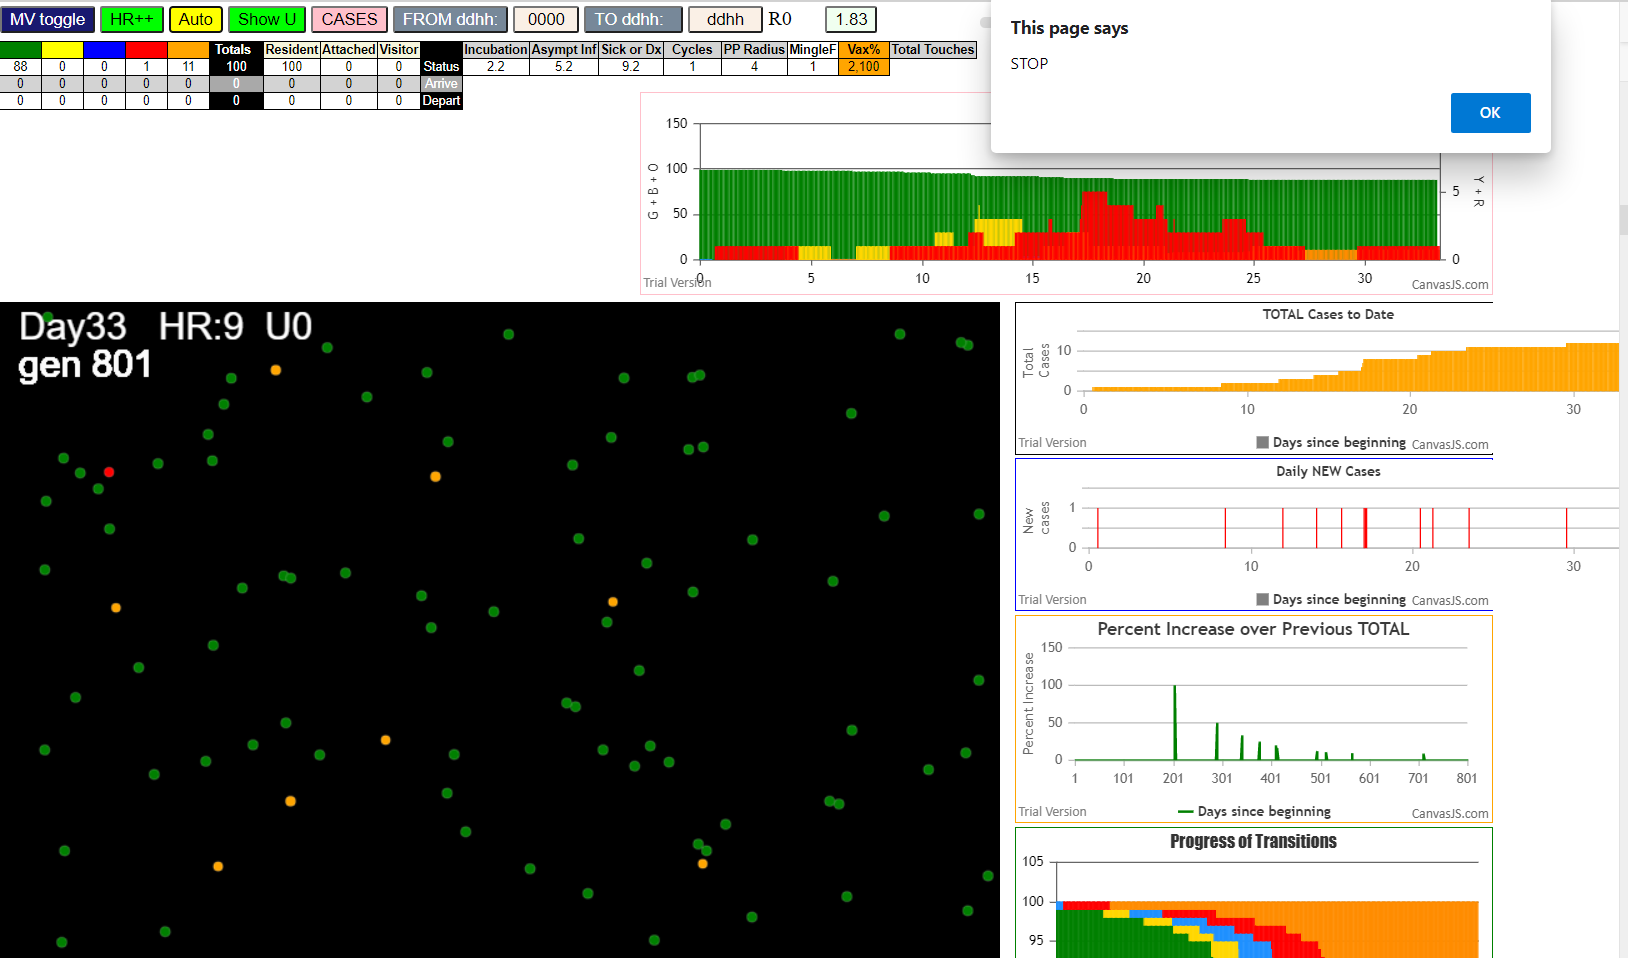 MV toggle HR++ Auto Show U CASES FROM ddhh: 0000 TO ddhh: ddhh R0 1.83
This page says
STOP
OK
Totals Resident Attached Visitor Incubation Asympt Inf Sick or Dx Cycles PP Radius MingleF Vax% Total Touches
88 0 0 1 11 100 100 0 0 Status 2.2 5.2 9.2 1 4 1 2,100
0 0 0 0 0 0 0 0 0 Arrive
0 0 0 0 0 0 0 0 0 Depart
150
100
50
0
G + B + O
5
0
Y + R
0 5 10 15 20 25 30
Trial Version
CanvasJS.com
Day33 HR:9 U0
gen 801
TOTAL Cases to Date
Total Cases
10
0
0 10 20 30
Days since beginning
Trial Version
CanvasJS.com
Daily NEW Cases
New cases
1
0
0 10 20 30
Days since beginning
Trial Version
CanvasJS.com
Percent Increase over Previous TOTAL
Percent Increase
150
100
50
0
1 101 201 301 401 501 601 701 801
Days since beginning
Trial Version
CanvasJS.com
Progress of Transitions
105
100
95